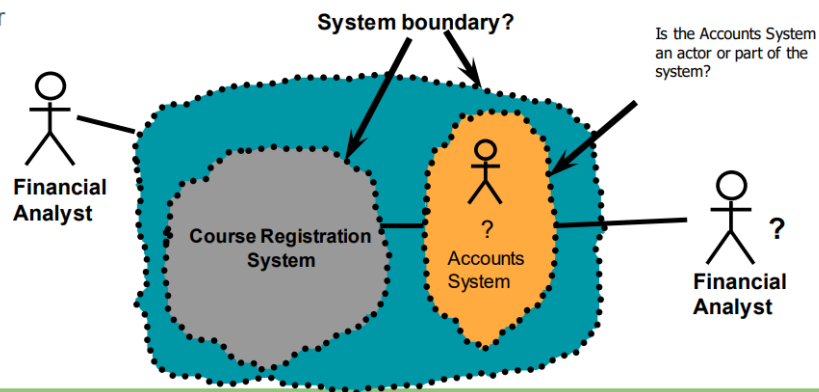 r
System boundary?
Is the Accounts System
an actor or part of the
system?
Financial
Analyst
Course Registration
System
?
Accounts
System
?
Financial
Analyst